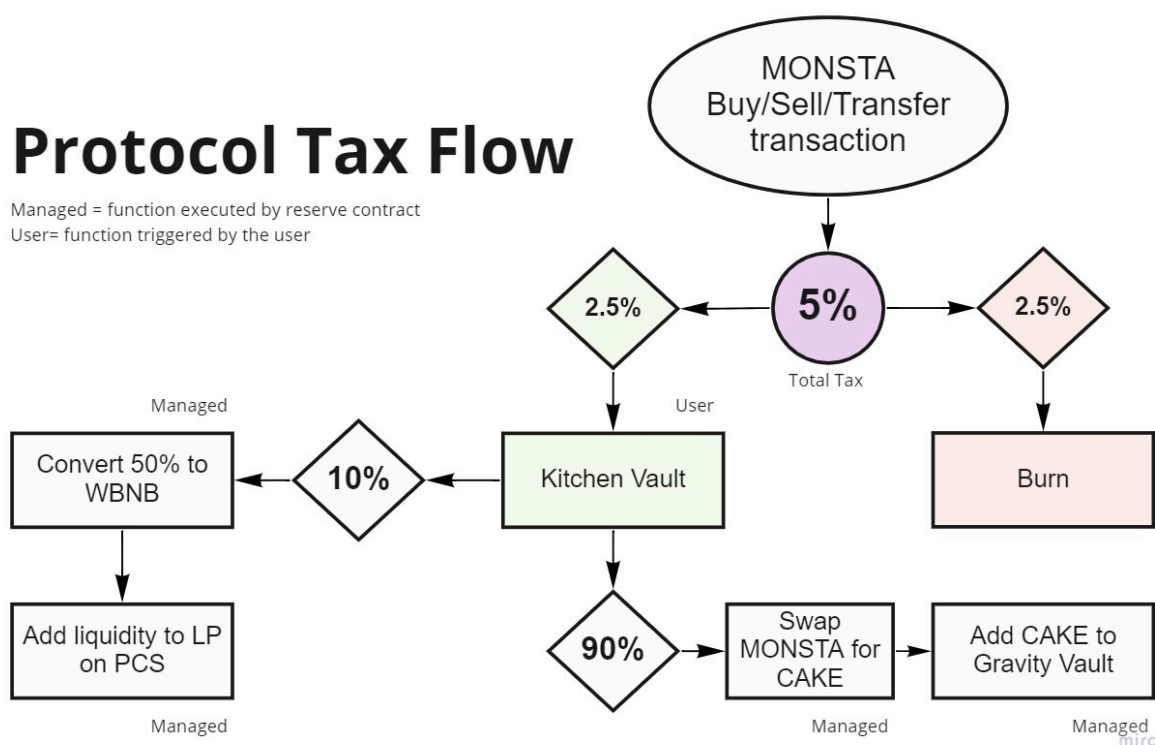 MONSTA
Buy/Sell/Transfer
transaction
Protocol Tax Flow
Managed = function executed by reserve contract
User= function triggered by the user
2.5%
5%
2.5%
Total Tax
Managed
User
Convert 50% to
WBNB
10%
Kitchen Vault
Burn
Add liquidity to LP
on PCS
90%
Swap
MONSTA for
CAKE
Add CAKE to
Gravity Vault
Managed
Managed
Managed
miro